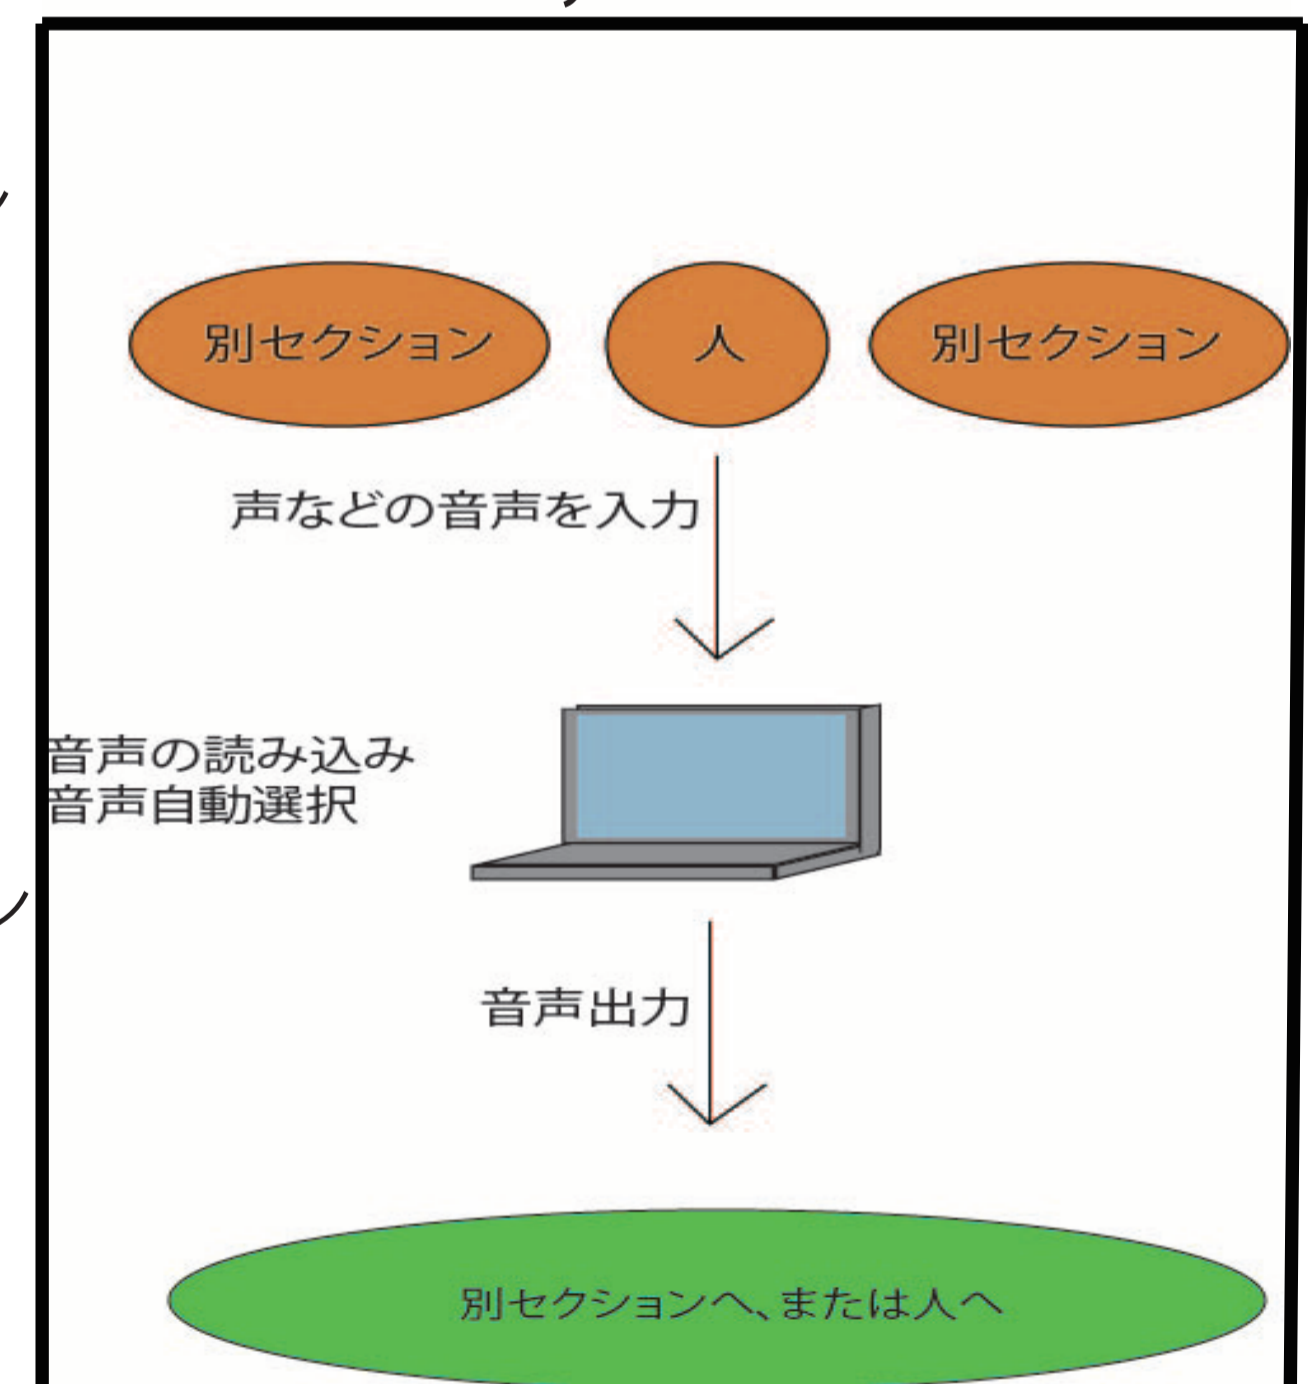 別セクション
人
別セクション
声などの音声を入力
音声の読み込み
音声自動選択
音声出力
別セクションへ、または人へ